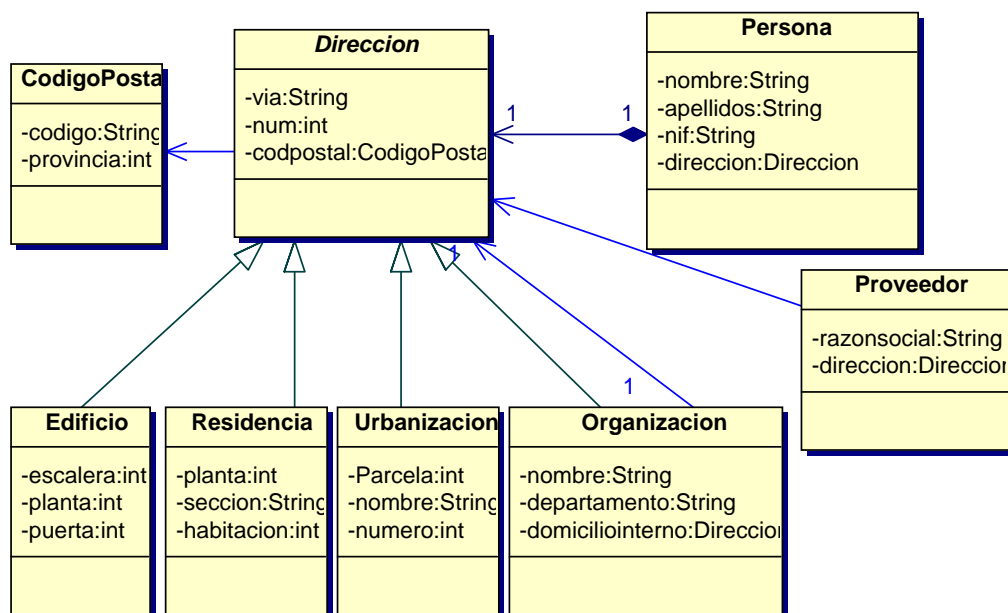 Direccion
-via:String
-num:int
-codpostal:CodigoPosta
Persona
-nombre:String
-apellidos:String
-nif:String
-direccion:Direccion
CodigoPosta
-codigo:String
-provincia:int
1
1
1
1
Proveedor
-razonsocial:String
-direccion:Direccion
Edificio
-escalera:int
-planta:int
-puerta:int
Residencia
-planta:int
-seccion:String
-habitacion:int
Urbanizacion
-Parcela:int
-nombre:String
-numero:int
Organizacion
-nombre:String
-departamento:String
-domiciliointerno:Direccion